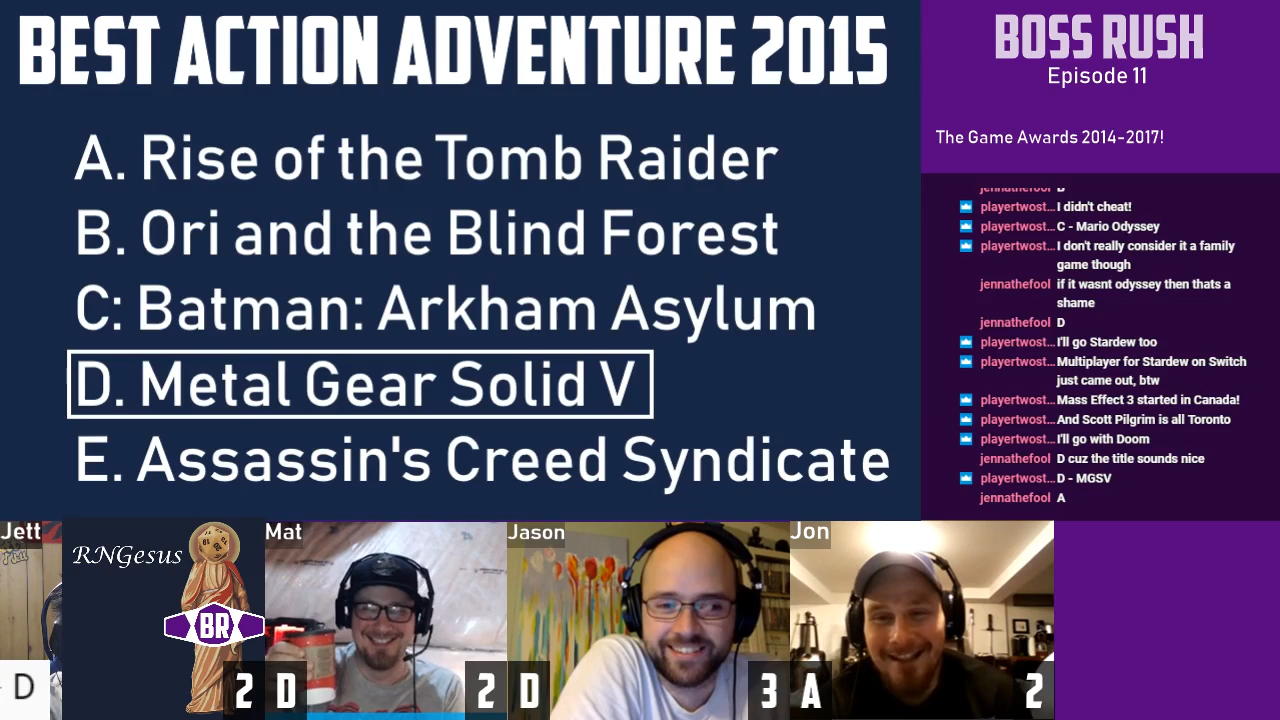 BEST ACTION ADVENTURE 2015
A. Rise of the Tomb Raider
B. Ori and the Blind Forest
C: Batman: Arkham Asylum
D. Metal Gear Solid V
E. Assassin's Creed Syndicate
BOSS RUSH
Episode 11
The Game Awards 2014-2017!
jennathefool
playertwost... I didn't cheat!
playertwost... C - Mario Odyssey
playertwost... I don't really consider it a family
game though
jennathefool if it wasnt odyssey then thats a
shame
jennathefool D
playertwost... I'll go Stardew too
playertwost... Multiplayer for Stardew on Switch
just came out, btw
playertwost... Mass Effect 3 started in Canada!
playertwost... And Scott Pilgrim is all Toronto
playertwost... I'll go with Doom
jennathefool D cuz the title sounds nice
playertwost... D - MGSV
jennathefool A
Jett
RNGesus
BR
D
2
Mat
D
2
Jason
D
3
Jon
A
2